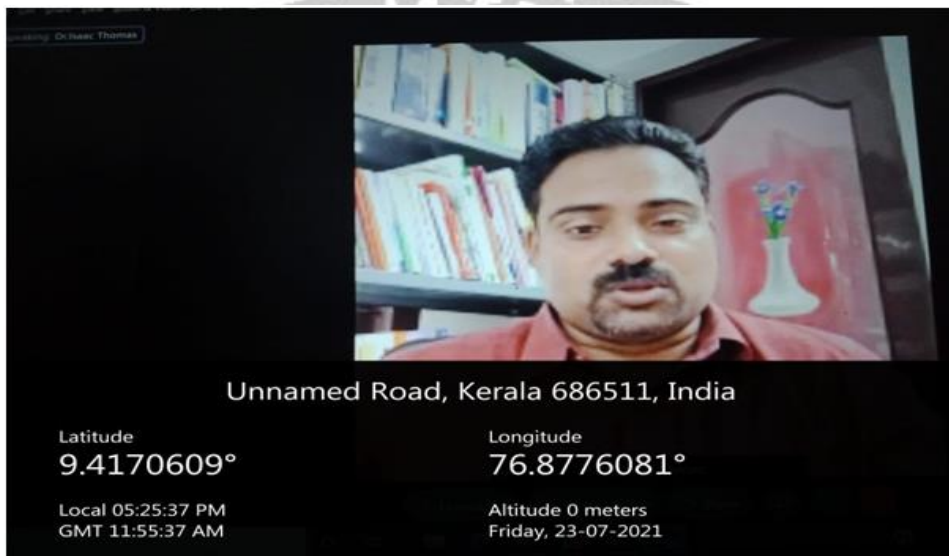 Speaking: Dr.Isaac Thomas
Unnamed Road, Kerala 686511, India
Latitude
9.4170609°
Longitude
76.8776081°
Local 05:25:37 PM
GMT 11:55:37 AM
Altitude 0 meters
Friday, 23-07-2021